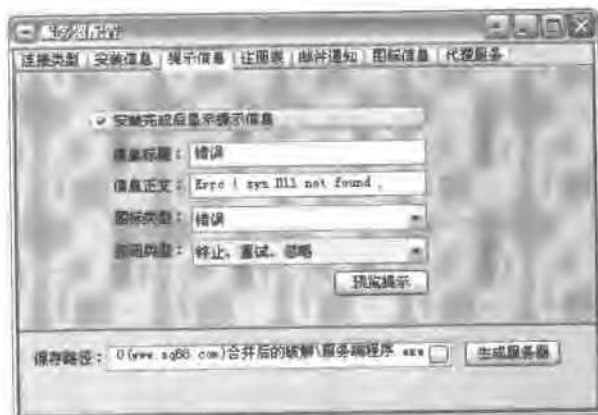 服务器配置
连接类型 安装信息 提示信息 注册表 邮件通知 图标信息 代理服务
安装完成后显示提示信息
信息标题： 错误
信息正文： not found
图标类型： 错误
按钮类型： 终止、重试、忽略
预览提示
保存路径： 合并后的破解\服务端程序 exe
生成服务器